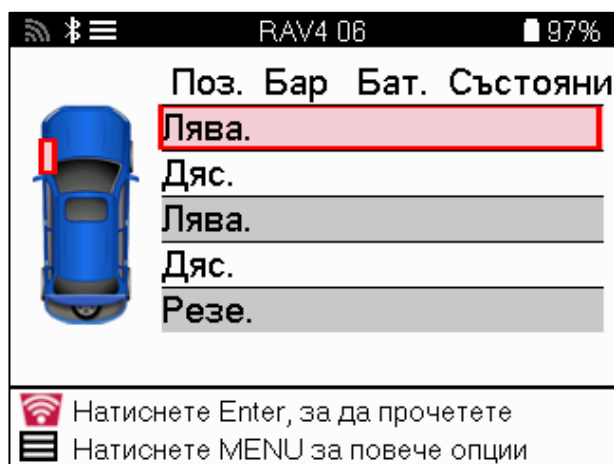 RAV4 06 97%
Поз. Бар Бат. Състояни
Лява.
Дяс.
Лява.
Дяс.
Резе.
Натиснете Enter, за да прочетете
Натиснете MENU за повече опции